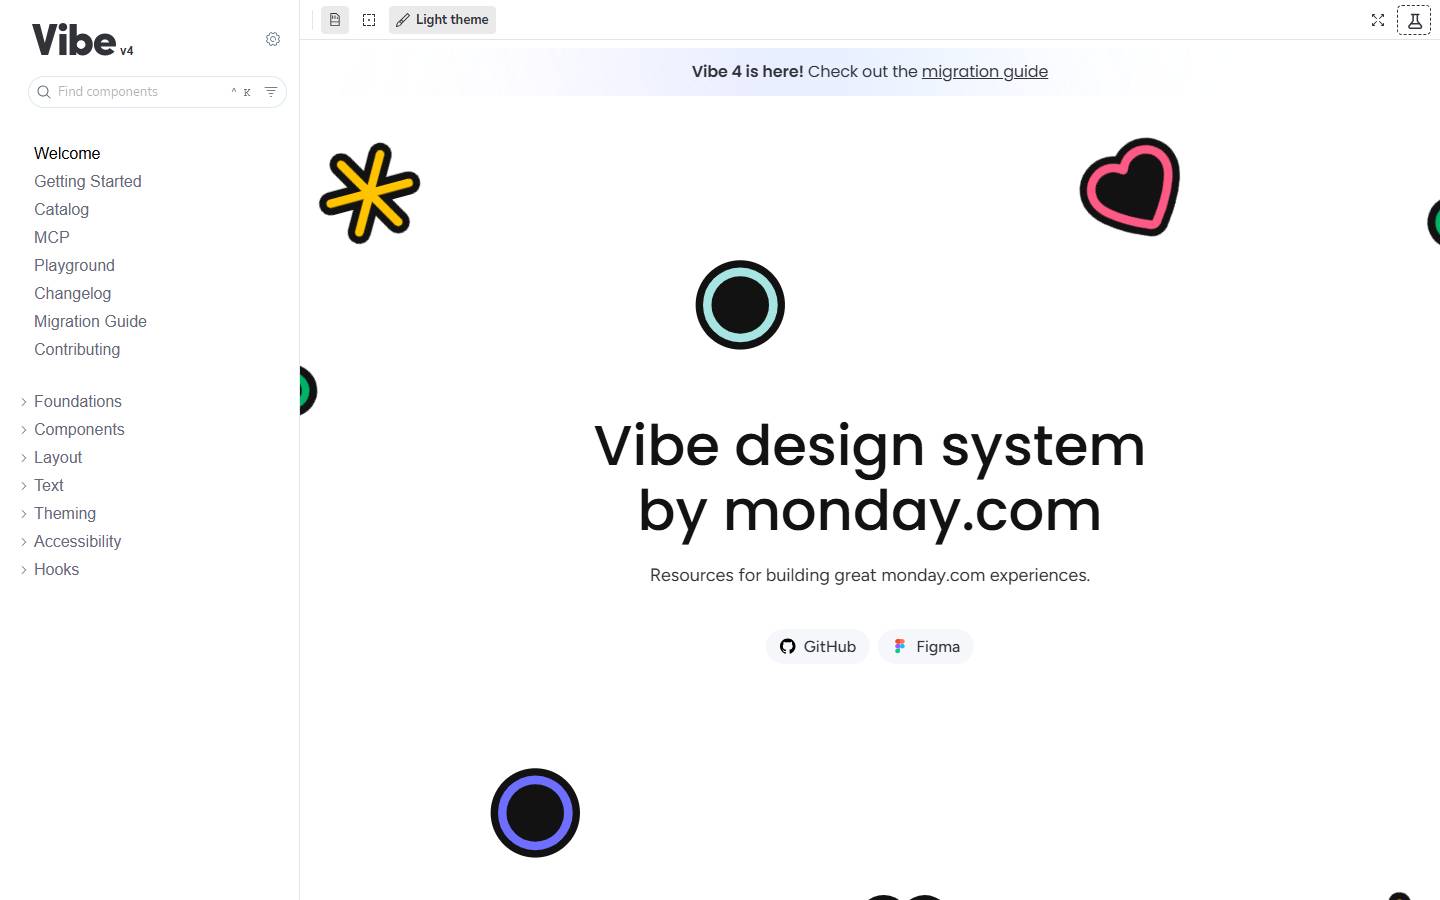 Vibe v4
Find components
^ K
Welcome
Getting Started
Catalog
MCP
Playground
Changelog
Migration Guide
Contributing
Foundations
Components
Layout
Text
Theming
Accessibility
Hooks
Light theme
Vibe 4 is here! Check out the migration guide
Vibe design system
by monday.com
Resources for building great monday.com experiences.
GitHub
Figma